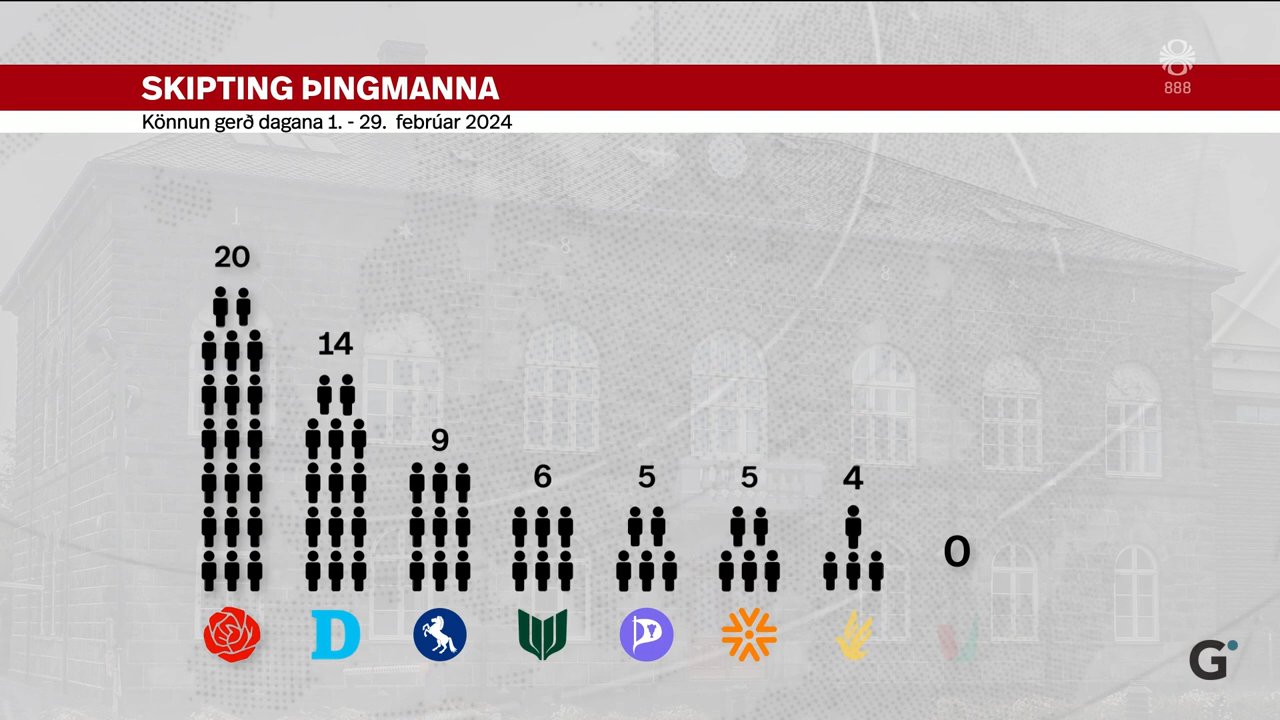 SKIPTING ÞINGMANNA
888
Könnun gerð dagana 1. - 29. febrúar 2024
20
14
9
6
5
5
4
0
D
P
V
G